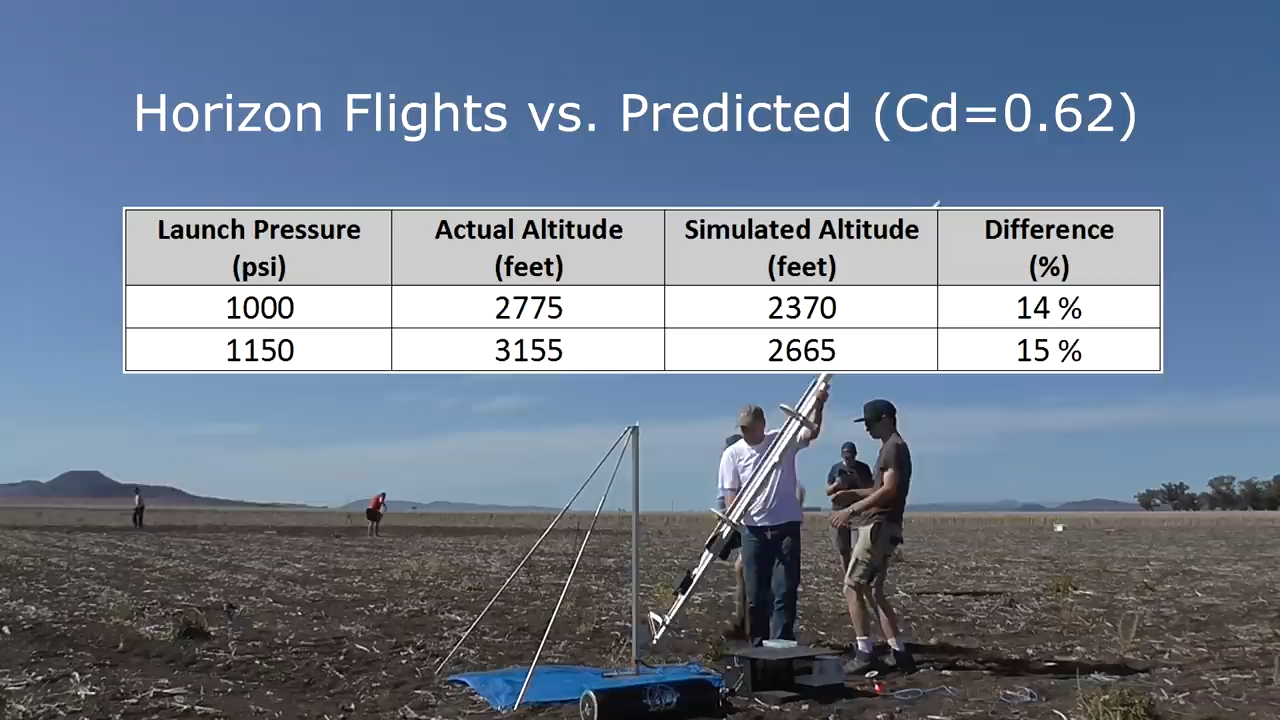 Horizon Flights vs. Predicted (Cd=0.62)
Launch Pressure (psi) Actual Altitude (feet) Simulated Altitude (feet) Difference (%)
1000 2775 2370 14 %
1150 3155 2665 15 %